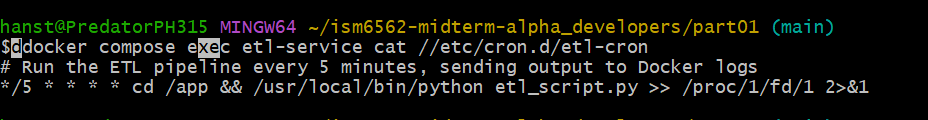 hanst@PredatorPH315 MINGW64 ~/ism6562-midterm-alpha_developers/part01 (main)
$ddocker compose exec etl-service cat //etc/cron.d/etl-cron
# Run the ETL pipeline every 5 minutes, sending output to Docker logs
*/5 * * * * cd /app && /usr/local/bin/python etl_script.py >> /proc/1/fd/1 2>&1